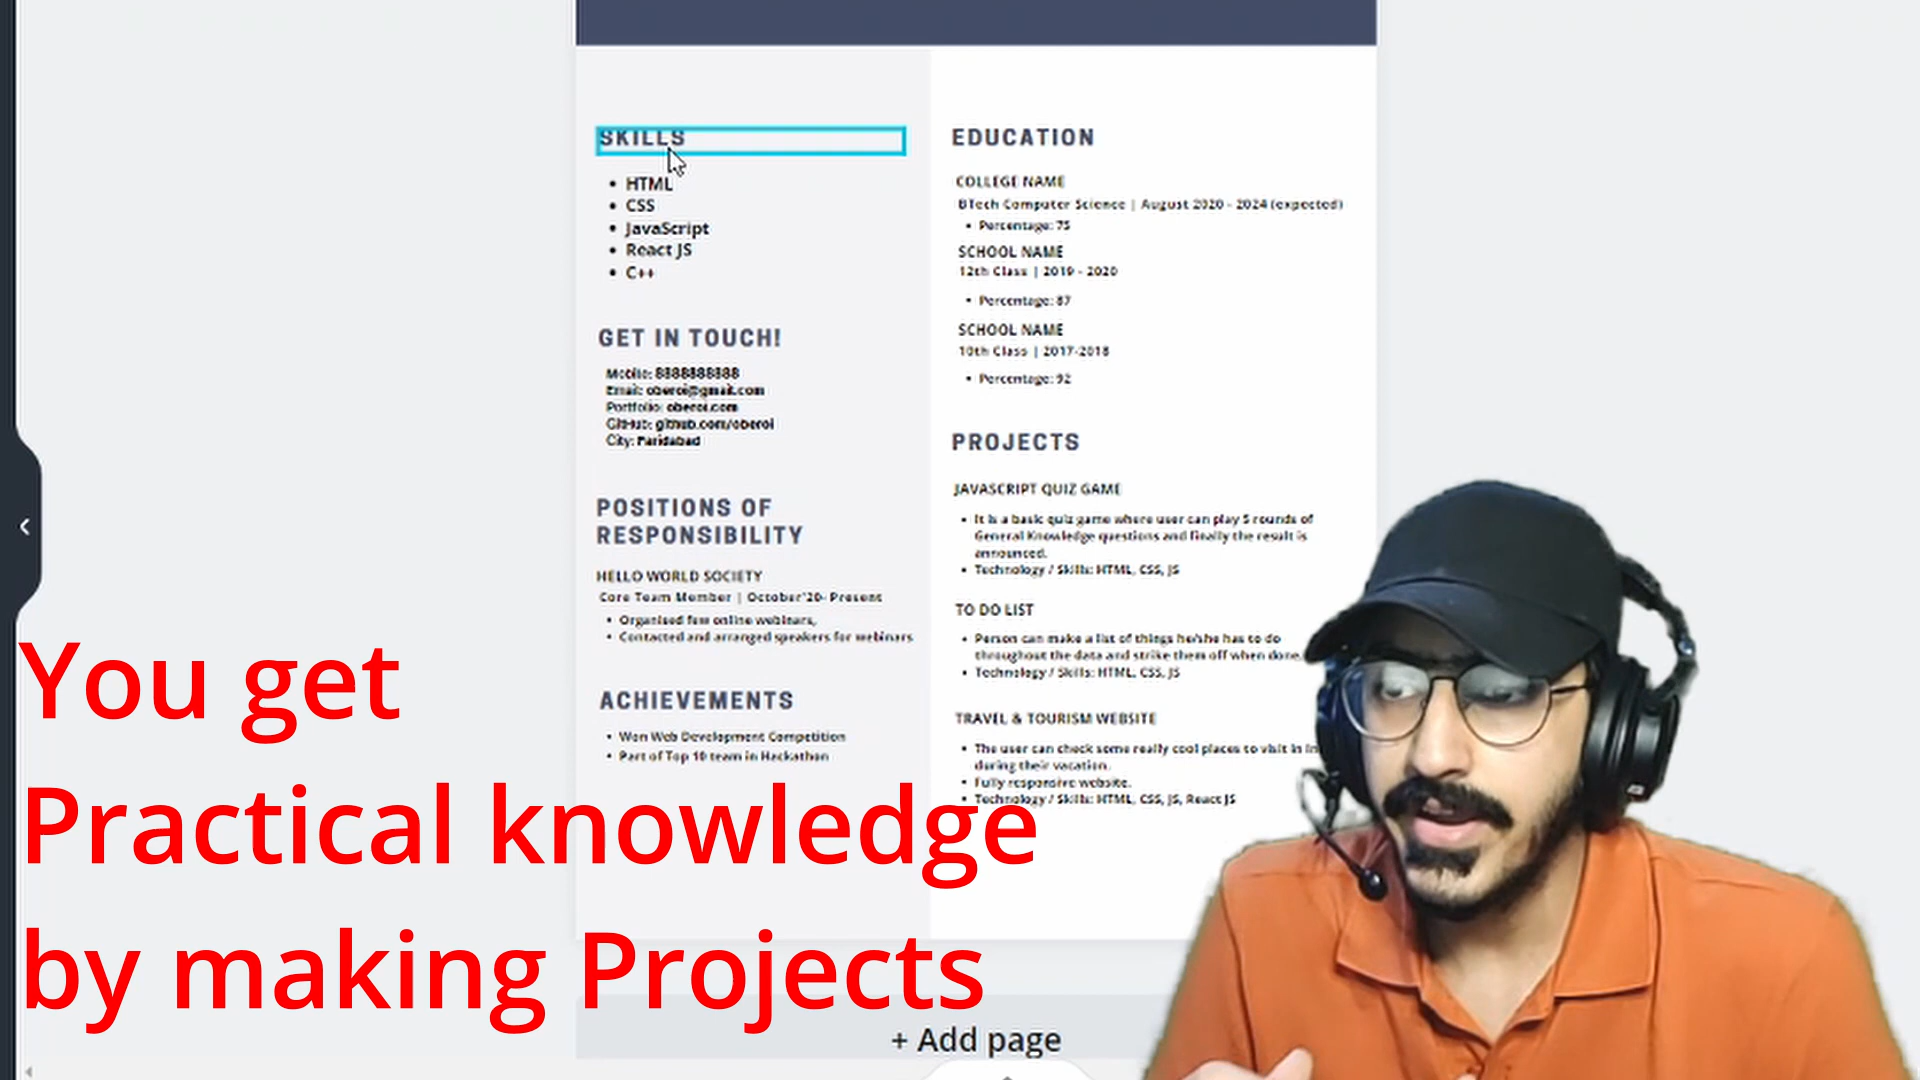 SKILLS
• HTML
• CSS
• JavaScript
• React JS
• C++
GET IN TOUCH!
Mobile: 8888888888
Email: oberoi@gmail.com
Portfolio: oberoi.com
GitHub: github.com/oberoi
City: Faridabad
POSITIONS OF
RESPONSIBILITY
HELLO WORLD SOCIETY
Core Team Member | October'20- Present
• Organised few online webinars,
• Contacted and arranged speakers for webinars
ACHIEVEMENTS
• Won Web Development Competition
• Part of Top 10 team in Hackathon
EDUCATION
COLLEGE NAME
BTech Computer Science | August 2020 - 2024 (expected)
• Percentage: 75
SCHOOL NAME
12th Class | 2019 - 2020
• Percentage: 87
SCHOOL NAME
10th Class | 2017-2018
• Percentage: 92
PROJECTS
JAVASCRIPT QUIZ GAME
• It is a basic quiz game where user can play 5 rounds of
General Knowledge questions and finally the result is
announced.
• Technology / Skills: HTML, CSS, JS
TO DO LIST
• Person can make a list of things he/she has to do
throughout the data and strike them off when done.
• Technology / Skills: HTML, CSS, JS
TRAVEL & TOURISM WEBSITE
• The user can check some really cool places to visit in
during their vacation.
• Fully responsive website.
• Technology / Skills: HTML, CSS, JS, React JS
You get
Practical knowledge
by making Projects
+ Add page